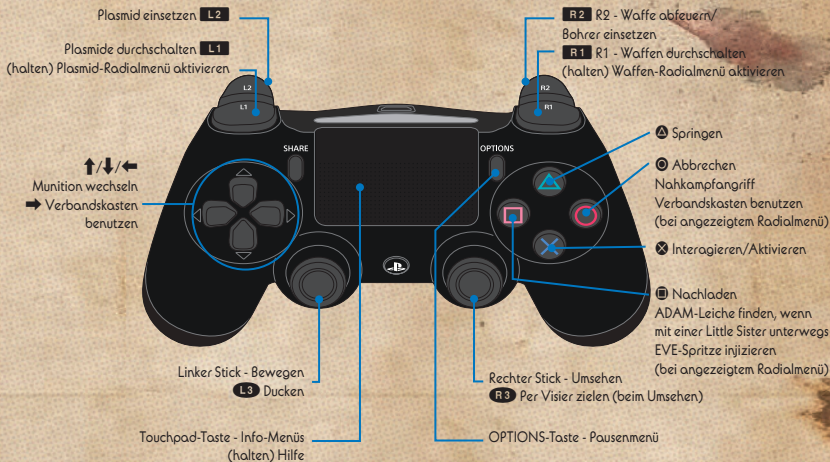 Plasmid einsetzen L2
Plasmide durchschalten L1
(halten) Plasmid-Radialmenü aktivieren
R2 R2 - Waffe abfeuern/
Bohrer einsetzen
R1 R1 - Waffen durchschalten
(halten) Waffen-Radialmenü aktivieren
L2
L1
R2
R1
SHARE
OPTIONS
⬆/⬇/⬅
Munition wechseln
➡ Verbandskasten
benutzen
Springen
Abbrechen
Nahkampfangriff
Verbandskasten benutzen
(bei angezeigtem Radialmenü)
Interagieren/Aktivieren
Nachladen
ADAM-Leiche finden, wenn
mit einer Little Sister unterwegs
EVE-Spritze injizieren
(bei angezeigtem Radialmenü)
Linker Stick - Bewegen
L3 Ducken
Rechter Stick - Umsehen
R3 Per Visier zielen (beim Umsehen)
Touchpad-Taste - Info-Menüs
(halten) Hilfe
OPTIONS-Taste - Pausenmenü